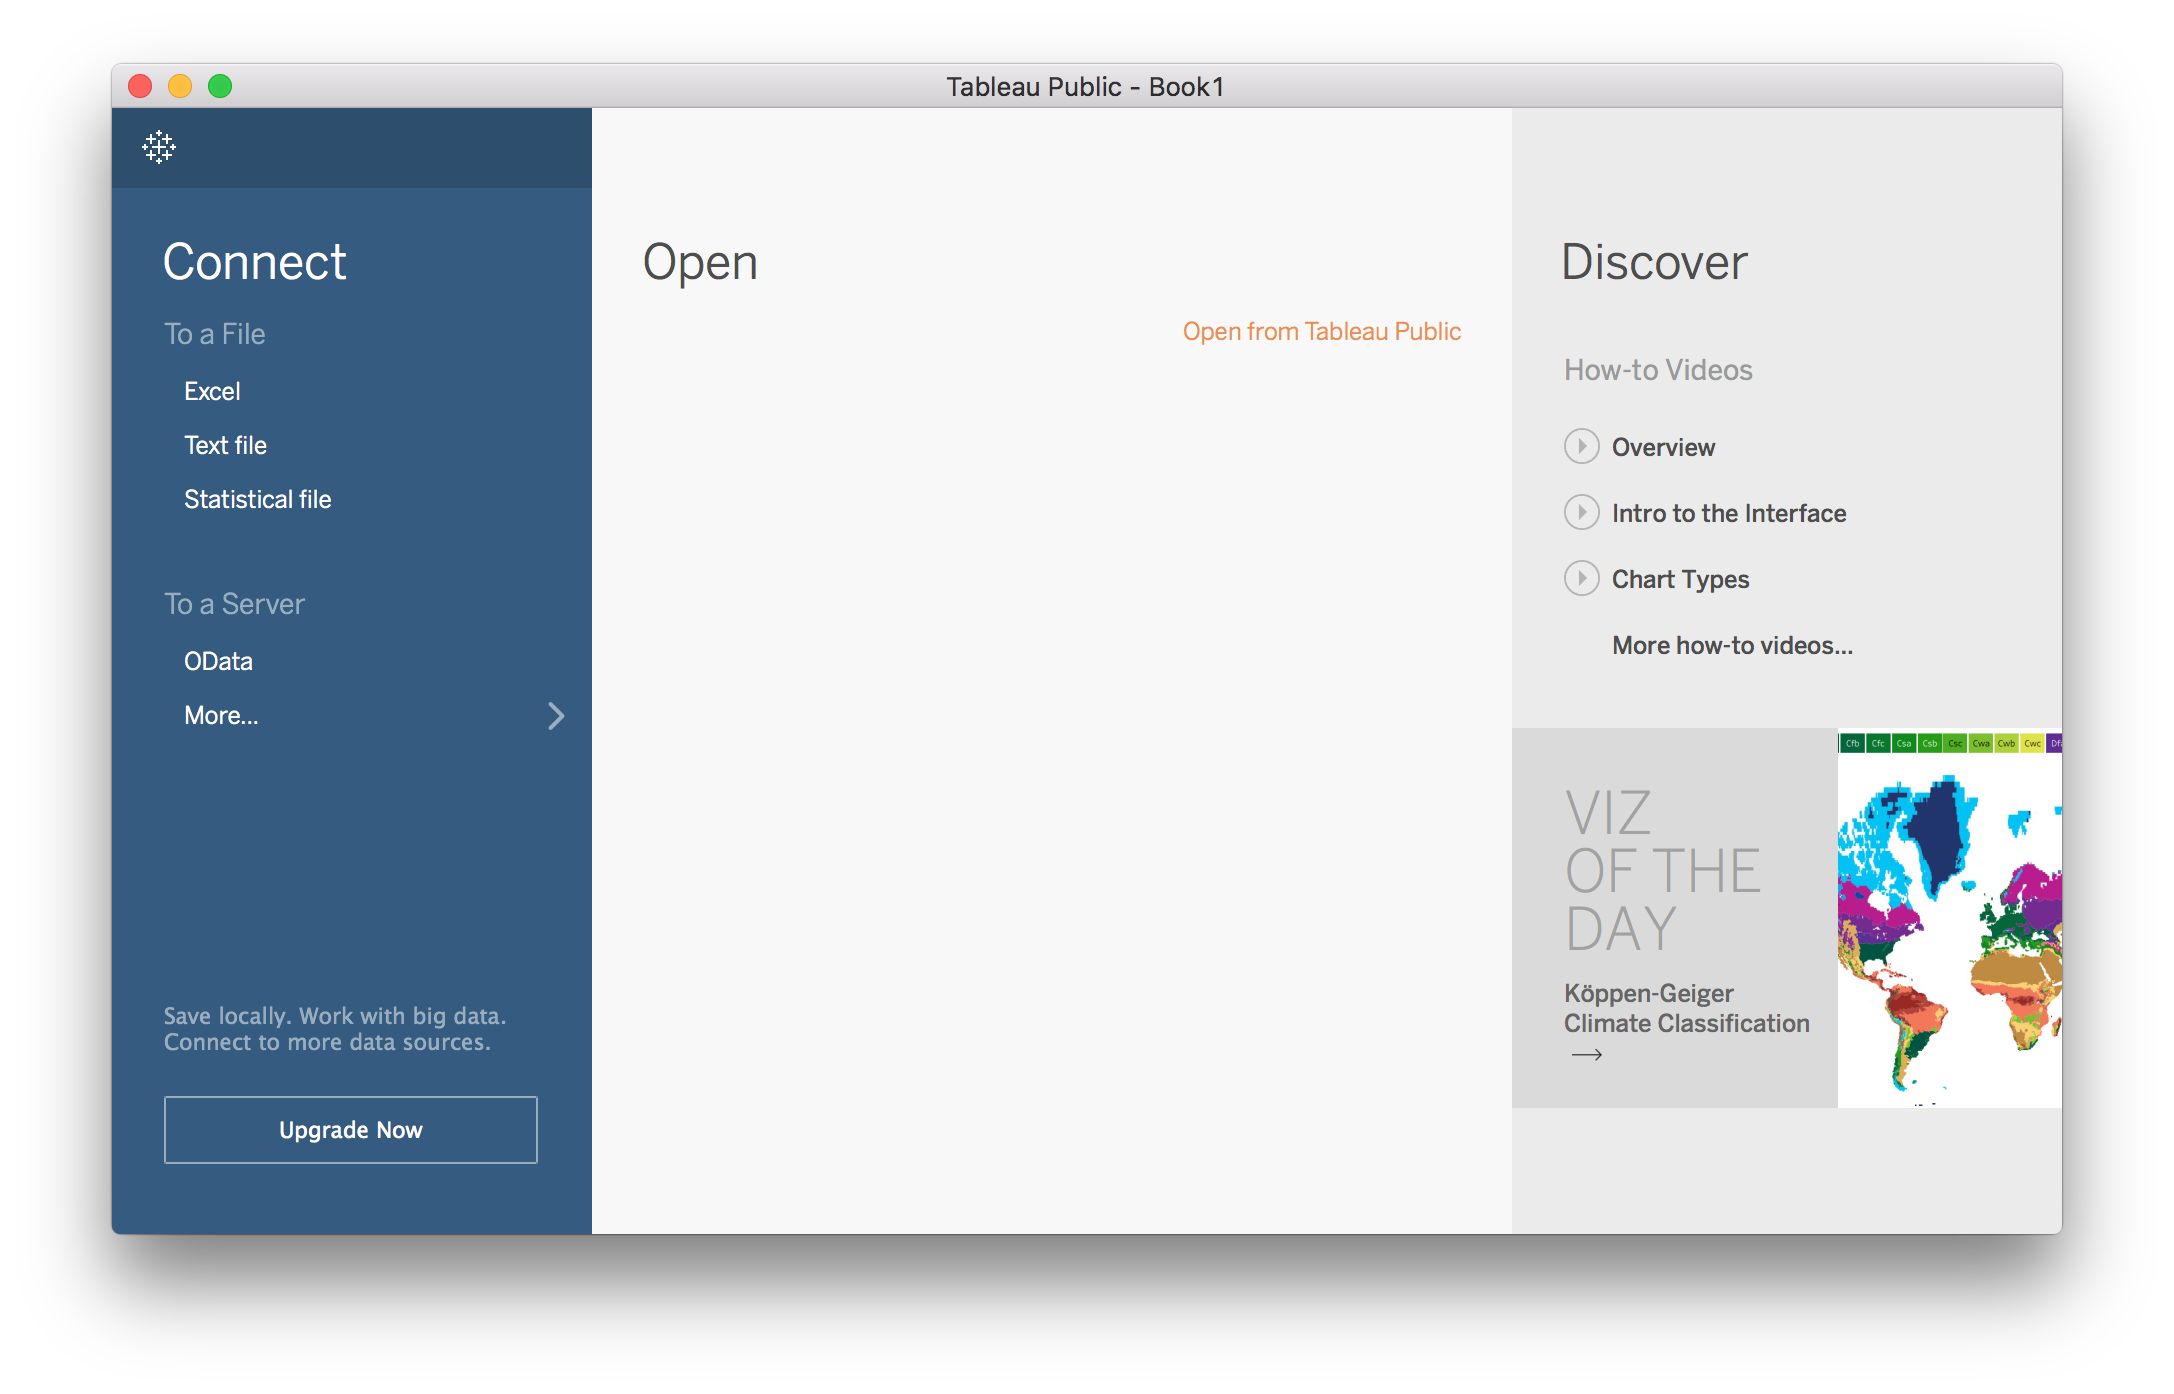 Tableau Public - Book1
Connect
To a File
Excel
Text file
Statistical file
To a Server
OData
More...
Save locally. Work with big data.
Connect to more data sources.
Upgrade Now
Open
Open from Tableau Public
Discover
How-to Videos
Overview
Intro to the Interface
Chart Types
More how-to videos...
VIZ
OF THE
DAY
Köppen-Geiger
Climate Classification
Cfb Cfc Csa Csb Csc Cwa Cwb Cwc